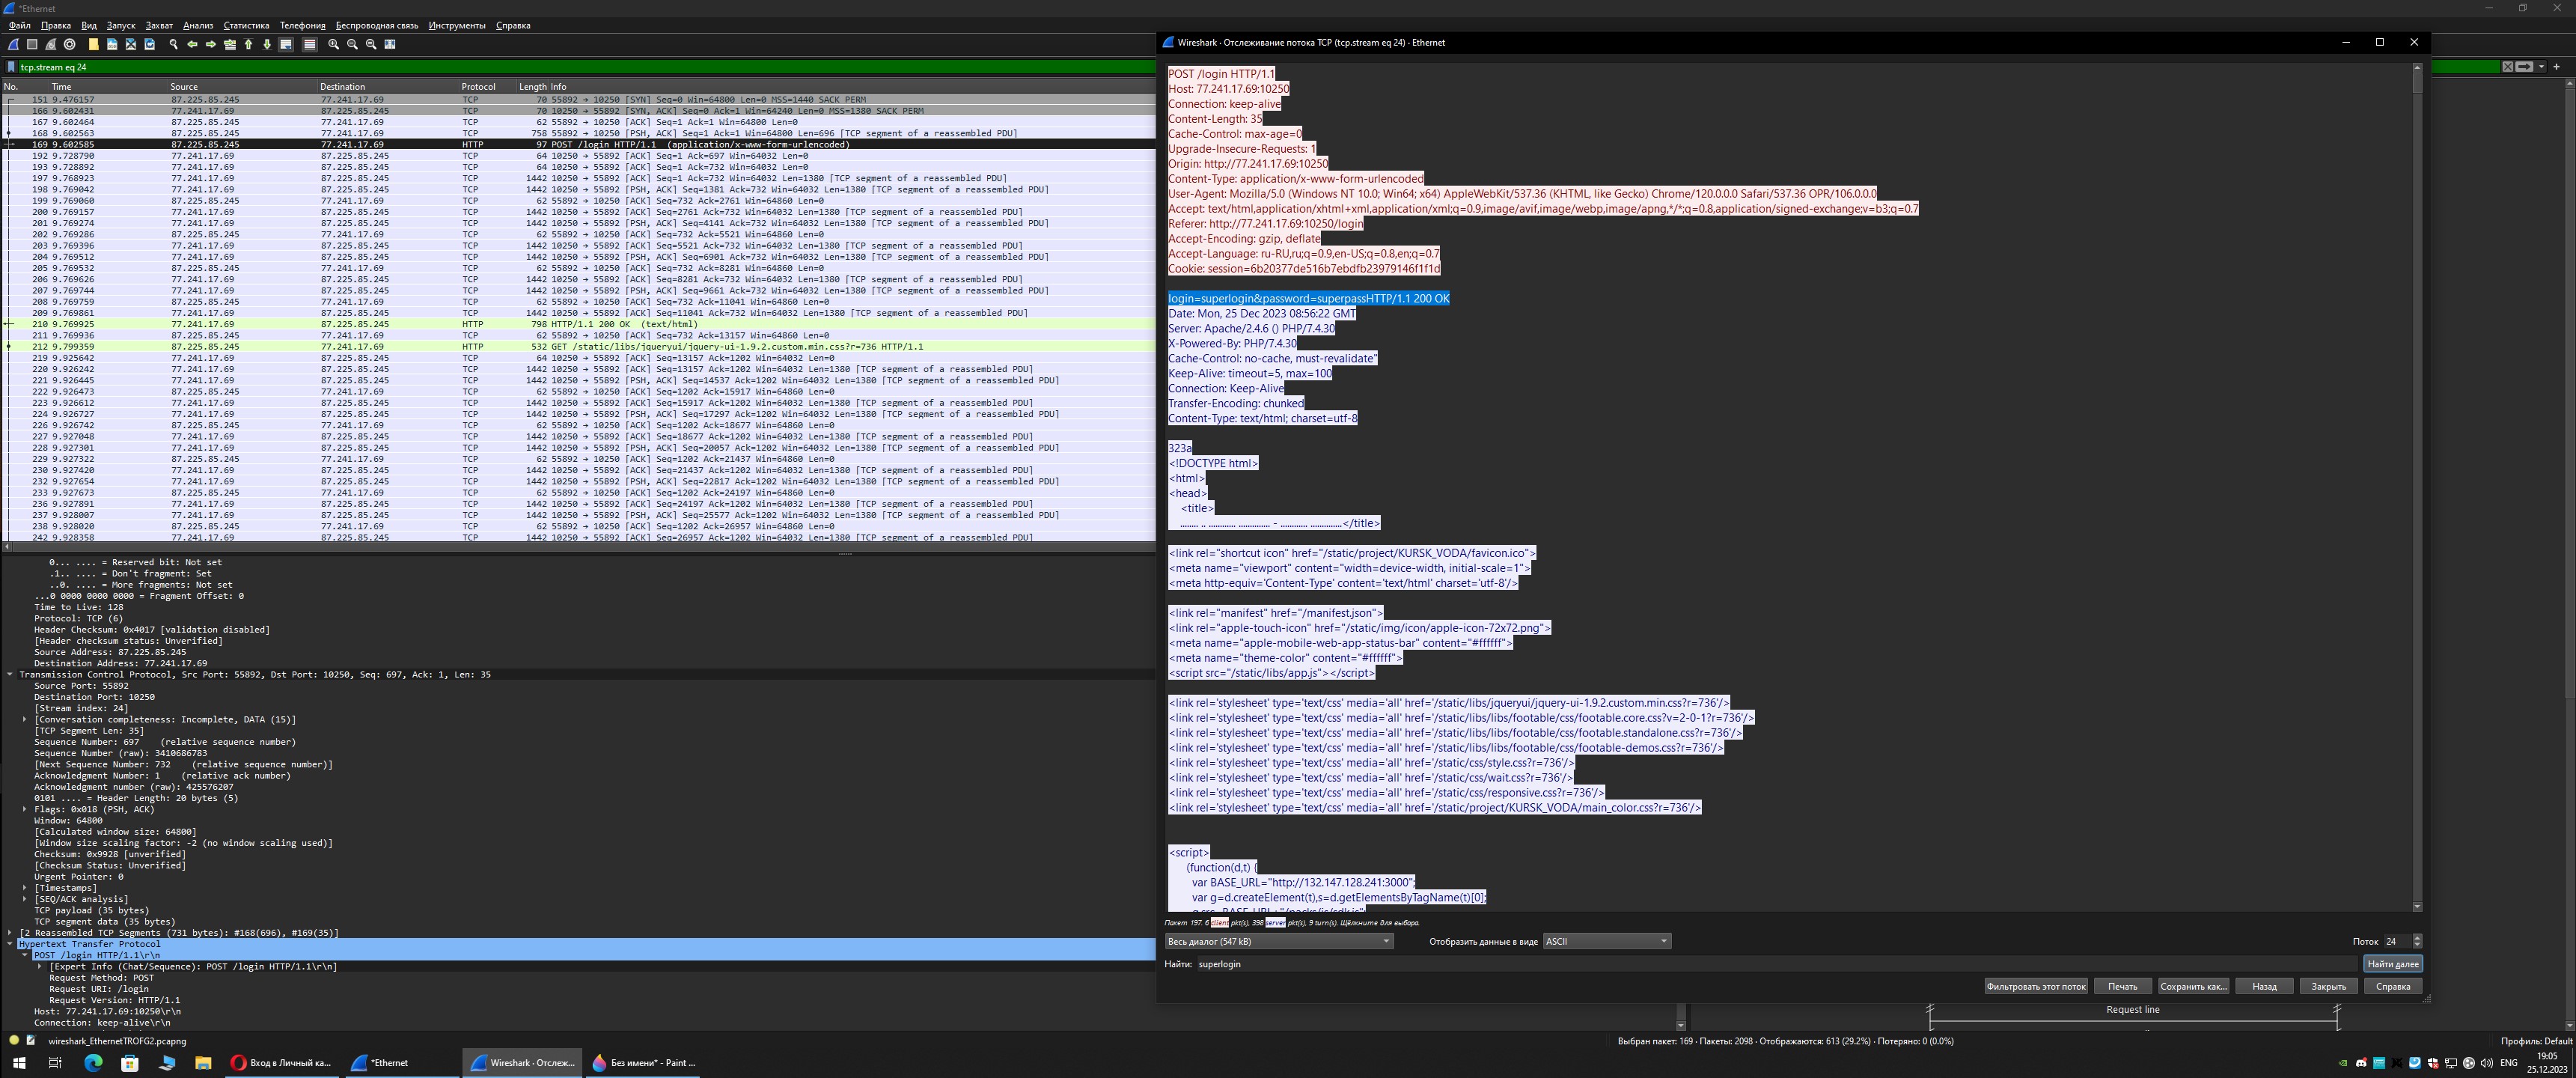 *Ethernet
Файл Правка Вид Запуск Захват Анализ Статистика Телефония Беспроводная связь Инструменты Справка
tcp.stream eq 24
No. Time Source Destination Protocol Length Info
151 9.476157 87.225.85.245 77.241.17.69 TCP 70 55892 → 10250 [SYN] Seq=0 Win=64800 Len=0 MSS=1440 SACK_PERM
166 9.602431 77.241.17.69 87.225.85.245 TCP 70 10250 → 55892 [SYN, ACK] Seq=0 Ack=1 Win=64240 Len=0 MSS=1380 SACK_PERM
167 9.602464 87.225.85.245 77.241.17.69 TCP 62 55892 → 10250 [ACK] Seq=1 Ack=1 Win=64800 Len=0
168 9.602563 87.225.85.245 77.241.17.69 TCP 758 55892 → 10250 [PSH, ACK] Seq=1 Ack=1 Win=64800 Len=696 [TCP segment of a reassembled PDU]
169 9.602585 87.225.85.245 77.241.17.69 HTTP 97 POST /login HTTP/1.1 (application/x-www-form-urlencoded)
192 9.728790 77.241.17.69 87.225.85.245 TCP 64 10250 → 55892 [ACK] Seq=1 Ack=697 Win=64032 Len=0
193 9.728892 77.241.17.69 87.225.85.245 TCP 64 10250 → 55892 [ACK] Seq=1 Ack=732 Win=64032 Len=0
197 9.768923 77.241.17.69 87.225.85.245 TCP 1442 10250 → 55892 [ACK] Seq=1 Ack=732 Win=64032 Len=1380 [TCP segment of a reassembled PDU]
198 9.769042 77.241.17.69 87.225.85.245 TCP 1442 10250 → 55892 [PSH, ACK] Seq=1381 Ack=732 Win=64032 Len=1380 [TCP segment of a reassembled PDU]
199 9.769060 87.225.85.245 77.241.17.69 TCP 62 55892 → 10250 [ACK] Seq=732 Ack=2761 Win=64860 Len=0
200 9.769157 77.241.17.69 87.225.85.245 TCP 1442 10250 → 55892 [ACK] Seq=2761 Ack=732 Win=64032 Len=1380 [TCP segment of a reassembled PDU]
201 9.769274 77.241.17.69 87.225.85.245 TCP 1442 10250 → 55892 [PSH, ACK] Seq=4141 Ack=732 Win=64032 Len=1380 [TCP segment of a reassembled PDU]
202 9.769286 87.225.85.245 77.241.17.69 TCP 62 55892 → 10250 [ACK] Seq=732 Ack=5521 Win=64860 Len=0
203 9.769396 77.241.17.69 87.225.85.245 TCP 1442 10250 → 55892 [ACK] Seq=5521 Ack=732 Win=64032 Len=1380 [TCP segment of a reassembled PDU]
204 9.769512 77.241.17.69 87.225.85.245 TCP 1442 10250 → 55892 [PSH, ACK] Seq=6901 Ack=732 Win=64032 Len=1380 [TCP segment of a reassembled PDU]
205 9.769532 87.225.85.245 77.241.17.69 TCP 62 55892 → 10250 [ACK] Seq=732 Ack=8281 Win=64860 Len=0
206 9.769626 77.241.17.69 87.225.85.245 TCP 1442 10250 → 55892 [ACK] Seq=8281 Ack=732 Win=64032 Len=1380 [TCP segment of a reassembled PDU]
207 9.769744 77.241.17.69 87.225.85.245 TCP 1442 10250 → 55892 [PSH, ACK] Seq=9661 Ack=732 Win=64032 Len=1380 [TCP segment of a reassembled PDU]
208 9.769759 87.225.85.245 77.241.17.69 TCP 62 55892 → 10250 [ACK] Seq=732 Ack=11041 Win=64860 Len=0
209 9.769861 77.241.17.69 87.225.85.245 TCP 1442 10250 → 55892 [ACK] Seq=11041 Ack=732 Win=64032 Len=1380 [TCP segment of a reassembled PDU]
210 9.769925 77.241.17.69 87.225.85.245 HTTP 798 HTTP/1.1 200 OK (text/html)
211 9.769936 87.225.85.245 77.241.17.69 TCP 62 55892 → 10250 [ACK] Seq=732 Ack=13157 Win=64860 Len=0
212 9.799359 87.225.85.245 77.241.17.69 HTTP 532 GET /static/libs/jqueryui/jquery-ui-1.9.2.custom.min.css?r=736 HTTP/1.1
219 9.925642 77.241.17.69 87.225.85.245 TCP 64 10250 → 55892 [ACK] Seq=13157 Ack=1202 Win=64032 Len=0
220 9.926242 77.241.17.69 87.225.85.245 TCP 1442 10250 → 55892 [ACK] Seq=13157 Ack=1202 Win=64032 Len=1380 [TCP segment of a reassembled PDU]
221 9.926445 77.241.17.69 87.225.85.245 TCP 1442 10250 → 55892 [PSH, ACK] Seq=14537 Ack=1202 Win=64032 Len=1380 [TCP segment of a reassembled PDU]
222 9.926473 87.225.85.245 77.241.17.69 TCP 62 55892 → 10250 [ACK] Seq=1202 Ack=15917 Win=64860 Len=0
223 9.926612 77.241.17.69 87.225.85.245 TCP 1442 10250 → 55892 [ACK] Seq=15917 Ack=1202 Win=64032 Len=1380 [TCP segment of a reassembled PDU]
224 9.926727 77.241.17.69 87.225.85.245 TCP 1442 10250 → 55892 [PSH, ACK] Seq=17297 Ack=1202 Win=64032 Len=1380 [TCP segment of a reassembled PDU]
226 9.926742 87.225.85.245 77.241.17.69 TCP 62 55892 → 10250 [ACK] Seq=1202 Ack=18677 Win=64860 Len=0
227 9.927048 77.241.17.69 87.225.85.245 TCP 1442 10250 → 55892 [ACK] Seq=18677 Ack=1202 Win=64032 Len=1380 [TCP segment of a reassembled PDU]
228 9.927301 77.241.17.69 87.225.85.245 TCP 1442 10250 → 55892 [PSH, ACK] Seq=20057 Ack=1202 Win=64032 Len=1380 [TCP segment of a reassembled PDU]
229 9.927322 87.225.85.245 77.241.17.69 TCP 62 55892 → 10250 [ACK] Seq=1202 Ack=21437 Win=64860 Len=0
230 9.927420 77.241.17.69 87.225.85.245 TCP 1442 10250 → 55892 [ACK] Seq=21437 Ack=1202 Win=64032 Len=1380 [TCP segment of a reassembled PDU]
232 9.927654 77.241.17.69 87.225.85.245 TCP 1442 10250 → 55892 [PSH, ACK] Seq=22817 Ack=1202 Win=64032 Len=1380 [TCP segment of a reassembled PDU]
233 9.927673 87.225.85.245 77.241.17.69 TCP 62 55892 → 10250 [ACK] Seq=1202 Ack=24197 Win=64860 Len=0
236 9.927891 77.241.17.69 87.225.85.245 TCP 1442 10250 → 55892 [ACK] Seq=24197 Ack=1202 Win=64032 Len=1380 [TCP segment of a reassembled PDU]
237 9.928007 77.241.17.69 87.225.85.245 TCP 1442 10250 → 55892 [PSH, ACK] Seq=25577 Ack=1202 Win=64032 Len=1380 [TCP segment of a reassembled PDU]
238 9.928020 87.225.85.245 77.241.17.69 TCP 62 55892 → 10250 [ACK] Seq=1202 Ack=26957 Win=64860 Len=0
242 9.928358 77.241.17.69 87.225.85.245 TCP 1442 10250 → 55892 [ACK] Seq=26957 Ack=1202 Win=64032 Len=1380 [TCP segment of a reassembled PDU]
0... .... = Reserved bit: Not set
.1.. .... = Don't fragment: Set
..0. .... = More fragments: Not set
...0 0000 0000 0000 = Fragment Offset: 0
Time to Live: 128
Protocol: TCP (6)
Header Checksum: 0x4017 [validation disabled]
[Header checksum status: Unverified]
Source Address: 87.225.85.245
Destination Address: 77.241.17.69
Transmission Control Protocol, Src Port: 55892, Dst Port: 10250, Seq: 697, Ack: 1, Len: 35
Source Port: 55892
Destination Port: 10250
[Stream index: 24]
[Conversation completeness: Incomplete, DATA (15)]
[TCP Segment Len: 35]
Sequence Number: 697 (relative sequence number)
Sequence Number (raw): 3410686783
[Next Sequence Number: 732 (relative sequence number)]
Acknowledgment Number: 1 (relative ack number)
Acknowledgment number (raw): 425576207
0101 .... = Header Length: 20 bytes (5)
Flags: 0x018 (PSH, ACK)
Window: 64800
[Calculated window size: 64800]
[Window size scaling factor: -2 (no window scaling used)]
Checksum: 0x9928 [unverified]
[Checksum Status: Unverified]
Urgent Pointer: 0
[Timestamps]
[SEQ/ACK analysis]
TCP payload (35 bytes)
TCP segment data (35 bytes)
[2 Reassembled TCP Segments (731 bytes): #168(696), #169(35)]
Hypertext Transfer Protocol
POST /login HTTP/1.1\r\n
[Expert Info (Chat/Sequence): POST /login HTTP/1.1\r\n]
Request Method: POST
Request URI: /login
Request Version: HTTP/1.1
Host: 77.241.17.69:10250\r\n
Connection: keep-alive\r\n
Wireshark · Отслеживание потока TCP (tcp.stream eq 24) · Ethernet
POST /login HTTP/1.1
Host: 77.241.17.69:10250
Connection: keep-alive
Content-Length: 35
Cache-Control: max-age=0
Upgrade-Insecure-Requests: 1
Origin: http://77.241.17.69:10250
Content-Type: application/x-www-form-urlencoded
User-Agent: Mozilla/5.0 (Windows NT 10.0; Win64; x64) AppleWebKit/537.36 (KHTML, like Gecko) Chrome/120.0.0.0 Safari/537.36 OPR/106.0.0.0
Accept: text/html,application/xhtml+xml,application/xml;q=0.9,image/avif,image/webp,image/apng,*/*;q=0.8,application/signed-exchange;v=b3;q=0.7
Referer: http://77.241.17.69:10250/login
Accept-Encoding: gzip, deflate
Accept-Language: ru-RU,ru;q=0.9,en-US;q=0.8,en;q=0.7
Cookie: session=6b20377de516b7ebdfb23979146f1f1d
login=superlogin&password=superpassHTTP/1.1 200 OK
Date: Mon, 25 Dec 2023 08:56:22 GMT
Server: Apache/2.4.6 () PHP/7.4.30
X-Powered-By: PHP/7.4.30
Cache-Control: no-cache, must-revalidate"
Keep-Alive: timeout=5, max=100
Connection: Keep-Alive
Transfer-Encoding: chunked
Content-Type: text/html; charset=utf-8
323a
<!DOCTYPE html>
<html>
<head>
<title>
........ .. ............ .............. - ............ ..............</title>
<link rel="shortcut icon" href="/static/project/KURSK_VODA/favicon.ico">
<meta name="viewport" content="width=device-width, initial-scale=1">
<meta http-equiv='Content-Type' content='text/html' charset='utf-8'/>
<link rel="manifest" href="/manifest.json">
<link rel="apple-touch-icon" href="/static/img/icon/apple-icon-72x72.png">
<meta name="apple-mobile-web-app-status-bar" content="#ffffff">
<meta name="theme-color" content="#ffffff">
<script src="/static/libs/app.js"></script>
<link rel='stylesheet' type='text/css' media='all' href='/static/libs/jqueryui/jquery-ui-1.9.2.custom.min.css?r=736'/>
<link rel='stylesheet' type='text/css' media='all' href='/static/libs/libs/footable/css/footable.core.css?v=2-0-1?r=736'/>
<link rel='stylesheet' type='text/css' media='all' href='/static/libs/libs/footable/css/footable.standalone.css?r=736'/>
<link rel='stylesheet' type='text/css' media='all' href='/static/libs/libs/footable/css/footable-demos.css?r=736'/>
<link rel='stylesheet' type='text/css' media='all' href='/static/css/style.css?r=736'/>
<link rel='stylesheet' type='text/css' media='all' href='/static/css/wait.css?r=736'/>
<link rel='stylesheet' type='text/css' media='all' href='/static/css/responsive.css?r=736'/>
<link rel='stylesheet' type='text/css' media='all' href='/static/project/KURSK_VODA/main_color.css?r=736'/>
<script>
(function(d,t) {
var BASE_URL="http://132.147.128.241:3000";
var g=d.createElement(t),s=d.getElementsByTagName(t)[0];
Пакет 197. 6 client pkt(s), 398 server pkt(s), 9 turn(s). Щёлкните для выбора.
Весь диалог (547 kB) Отобразить данные в виде ASCII Поток 24
Найти: superlogin Найти далее
Фильтровать этот поток Печать Сохранить как... Назад Закрыть Справка
Request line
wireshark_EthernetTROFG2.pcapng Выбран пакет: 169 · Пакеты: 2098 · Отображаются: 613 (29.2%) · Потеряно: 0 (0.0%) Профиль: Default
Вход в Личный ка... *Ethernet Wireshark · Отслеж... Без имени* - Paint ... ENG 19:05
25.12.2023